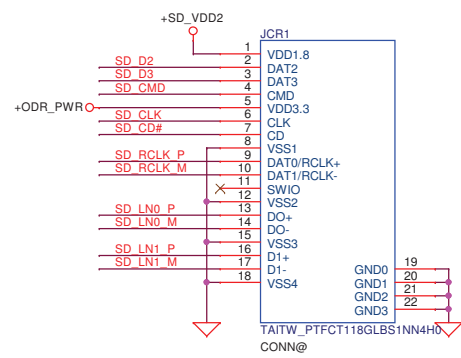 +SD_VDD2
JCR1
1 VDD1.8
SD_D2 2 DAT2
SD_D3 3 DAT3
SD_CMD 4 CMD
+ODR_PWR 5 VDD3.3
SD_CLK 6 CLK
SD_CD# 7 CD
8 VSS1
SD_RCLK_P 9 DAT0/RCLK+
SD_RCLK_M 10 DAT1/RCLK-
11 SWIO
12 VSS2
SD_LN0_P 13 DO+
SD_LN0_M 14 DO-
15 VSS3
SD_LN1_P 16 D1+
SD_LN1_M 17 D1-
18 VSS4
GND0 19
GND1 20
GND2 21
GND3 22
TAITW_PTFCT118GLBS1NN4H0
CONN@